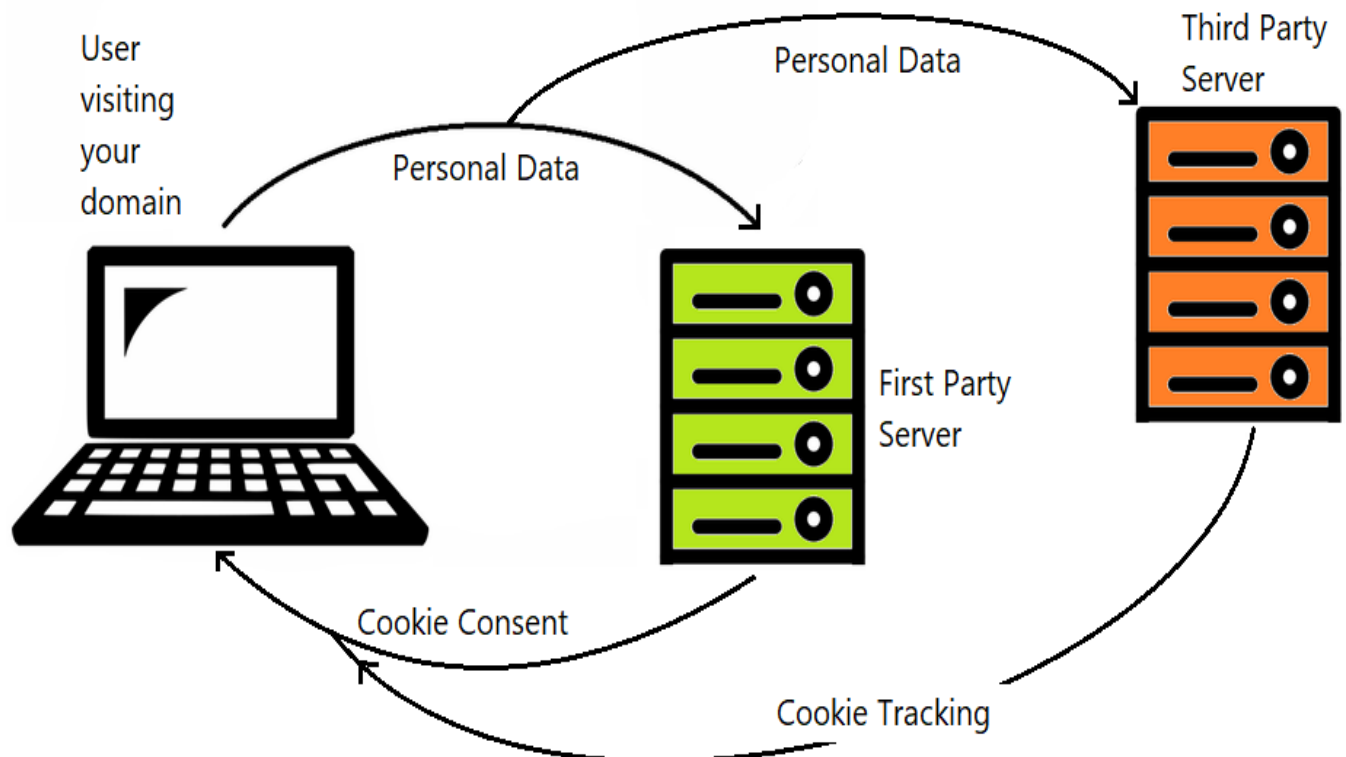 User
visiting
your
domain
Personal Data
Personal Data
Third Party
Server
First Party
Server
Cookie Consent
Cookie Tracking